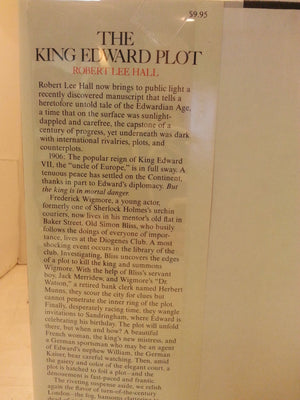 $9.95
THE
KING EDWARD PLOT
ROBERT LEE HALL
Robert Lee Hall now brings to public light a
recently discovered manuscript that tells a
heretofore untold tale of the Edwardian Age,
a time that on the surface was sunlight-
dappled and carefree, the capstone of a
century of progress, yet underneath was dark
with international rivalries, plots, and
counterplots.
1906: The popular reign of King Edward
VII, the "uncle of Europe," is in full sway. A
tenuous peace has settled on the Continent,
thanks in part to Edward's diplomacy. But
the king is in mortal danger.
Frederick Wigmore, a young actor,
formerly one of Sherlock Holmes's urchin
couriers, now lives in his mentor's old flat in
Baker Street. Old Simon Bliss, who busily
follows the doings of everyone of impor-
tance, lives at the Diogenes Club. A most
shocking event occurs in the library of the
club. Investigating, Bliss uncovers the edges
of a plot to kill the king and summons
Wigmore. With the help of Bliss's servant
boy, Jack Merridew, and Wigmore's "Dr.
Watson," a retired bank clerk named Herbert
Munns, they scour the city for clues but
cannot penetrate the inner ring of the plot.
Finally, desperately racing time, they wangle
invitations to Sandringham, where Edward is
celebrating his birthday. The plot will unfold
there, but when and how? A beautiful
French woman, the king's new mistress, and
a German sportsman who may be an agent
of Edward's nephew William, the German
Kaiser, bear careful watching. Then, amid
the gaiety and color of the elegant court, a
plot is hatched to foil a plot—and the
denouement is fast-paced and frantic.
The riveting suspense aside, we relish
again the flavor of turn-of-the-century
London—the fog, hansoms clattering